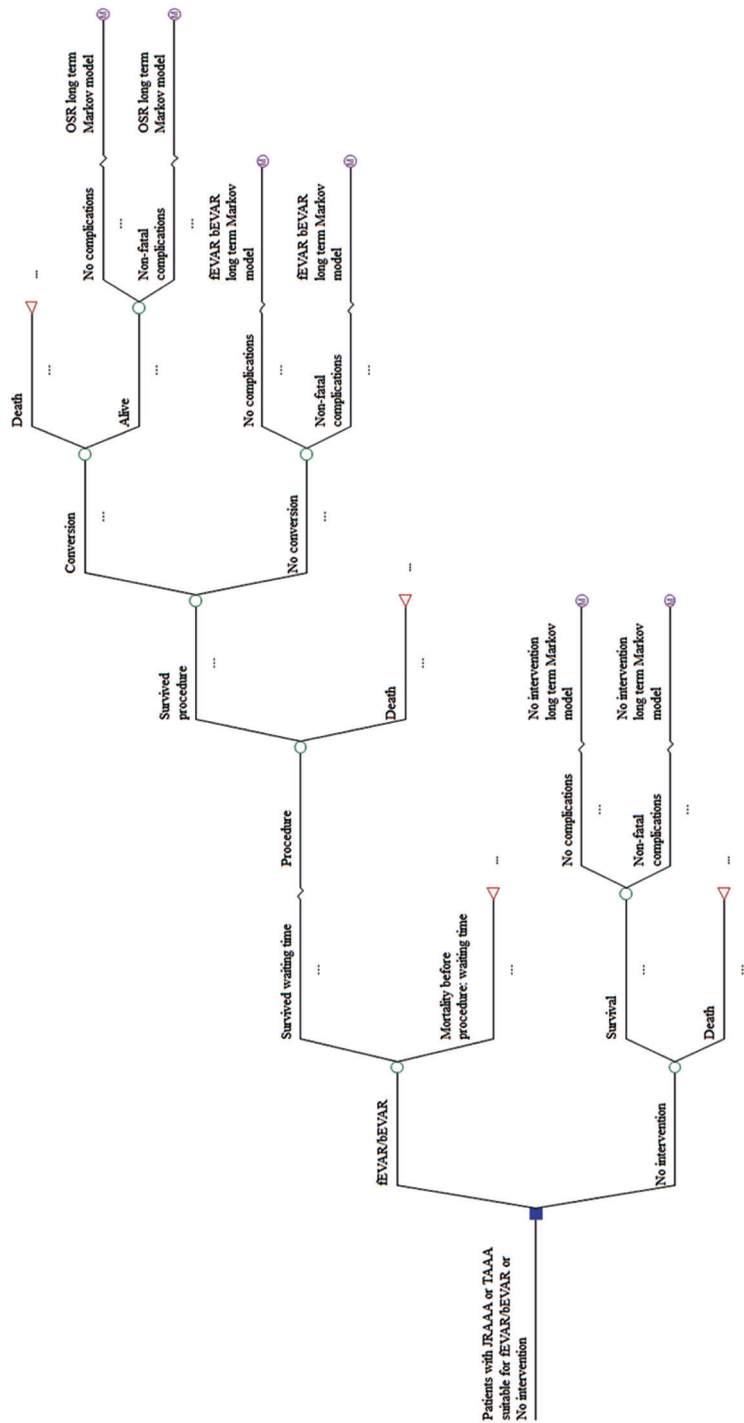 Patients with JRAAA or TAAA
suitable for fEVAR/bEVAR or
No intervention
fEVAR/bEVAR
Survived waiting time
...
Procedure
Survived
procedure
...
Conversion
...
Death
...
...
Alive
...
No complications
...
OSR long term
Markov model
M
Non-fatal
complications
...
OSR long term
Markov model
M
No conversion
...
No complications
...
fEVAR bEVAR
long term Markov
model
M
Non-fatal
complications
...
fEVAR bEVAR
long term Markov
model
M
Death
...
...
Mortality before
procedure: waiting time
...
...
No intervention
Survival
...
No complications
...
No intervention
long term Markov
model
M
Non-fatal
complications
...
No intervention
long term Markov
model
M
Death
...
...